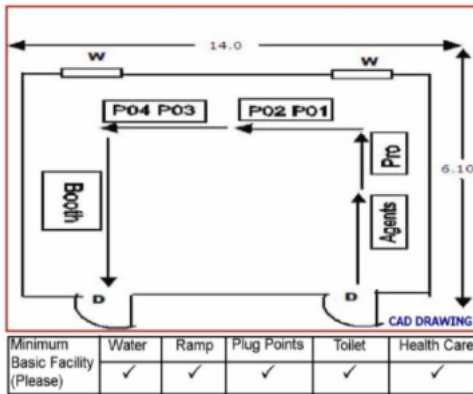 14.0
W W
P04 P03 P02 P01
Pro
6.10
Booth
Agents
D D
CAD DRAWING
Minimum Basic Facility (Please) Water Ramp Plug Points Toilet Health Care
✓ ✓ ✓ ✓ ✓